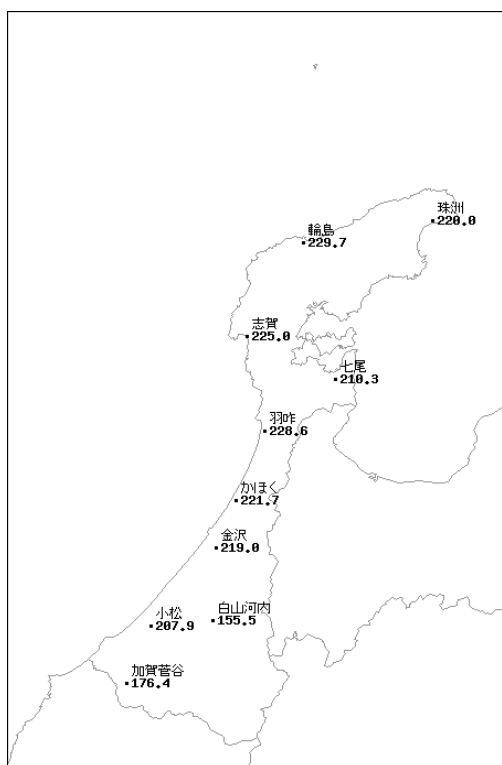 珠洲
220.0
輪島
229.7
志賀
225.0
七尾
210.3
羽咋
228.6
かほく
221.7
金沢
219.0
白山河内
155.5
小松
207.9
加賀菅谷
176.4